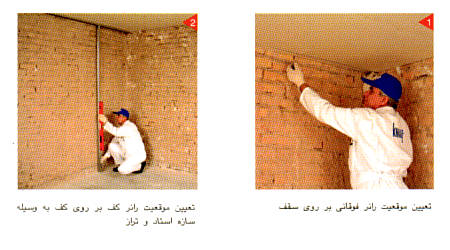 1
تعیین موقعیت رانر فوقانی بر روی سقف
2
تعیین موقعیت رانر کف بر روی کف به وسیله
سازه استاد و تراز